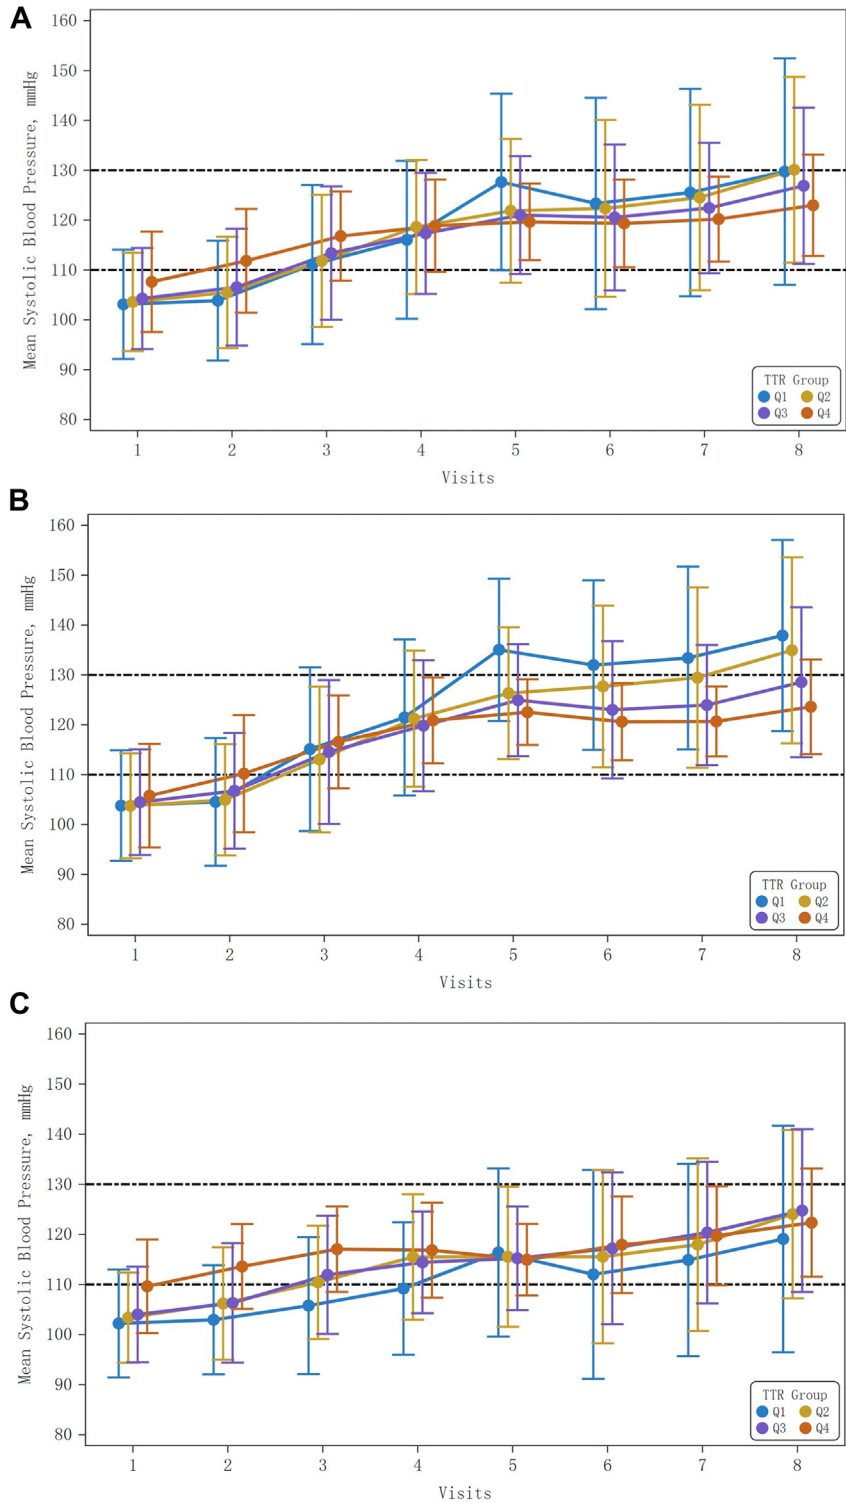 A
160
150
140
130
120
110
100
90
80
Mean Systolic Blood Pressure, mmHg
TTR Group
Q1 Q2
Q3 Q4
1 2 3 4 5 6 7 8
Visits
B
160
150
140
130
120
110
100
90
80
Mean Systolic Blood Pressure, mmHg
TTR Group
Q1 Q2
Q3 Q4
1 2 3 4 5 6 7 8
Visits
C
160
150
140
130
120
110
100
90
80
Mean Systolic Blood Pressure, mmHg
TTR Group
Q1 Q2
Q3 Q4
1 2 3 4 5 6 7 8
Visits